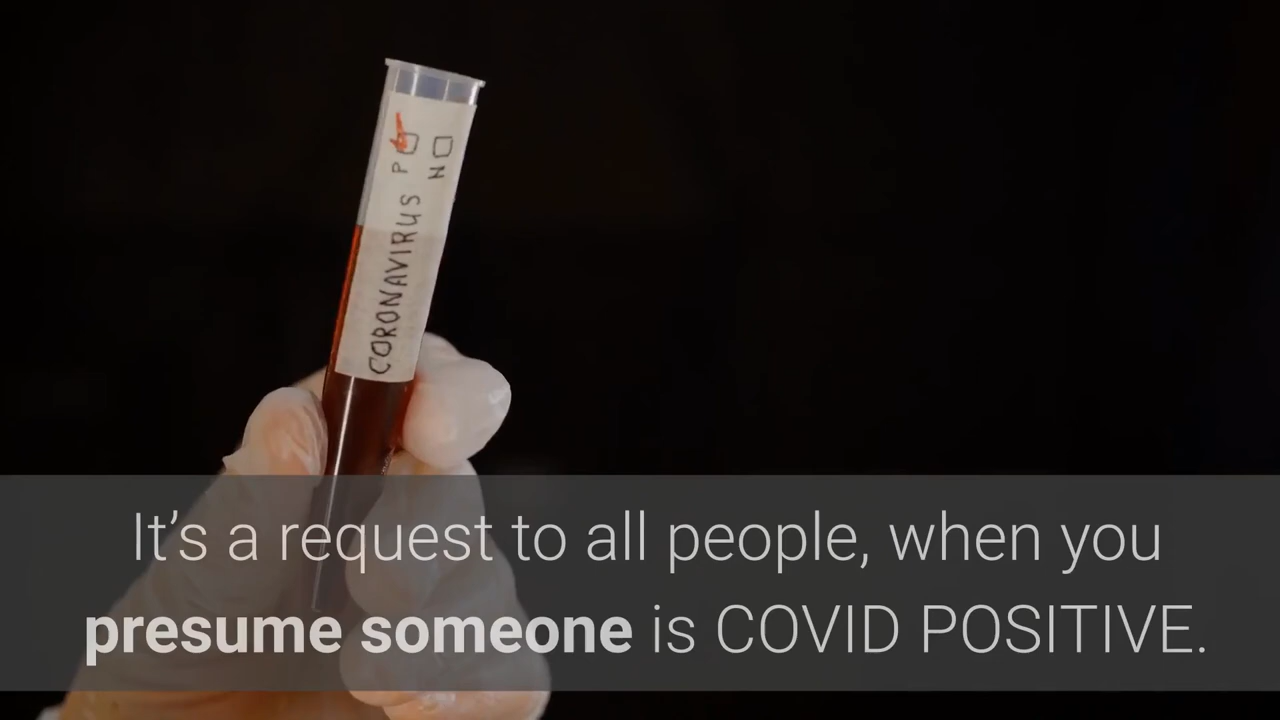 CORONAVIRUS P
N
It’s a request to all people, when you
presume someone is COVID POSITIVE.